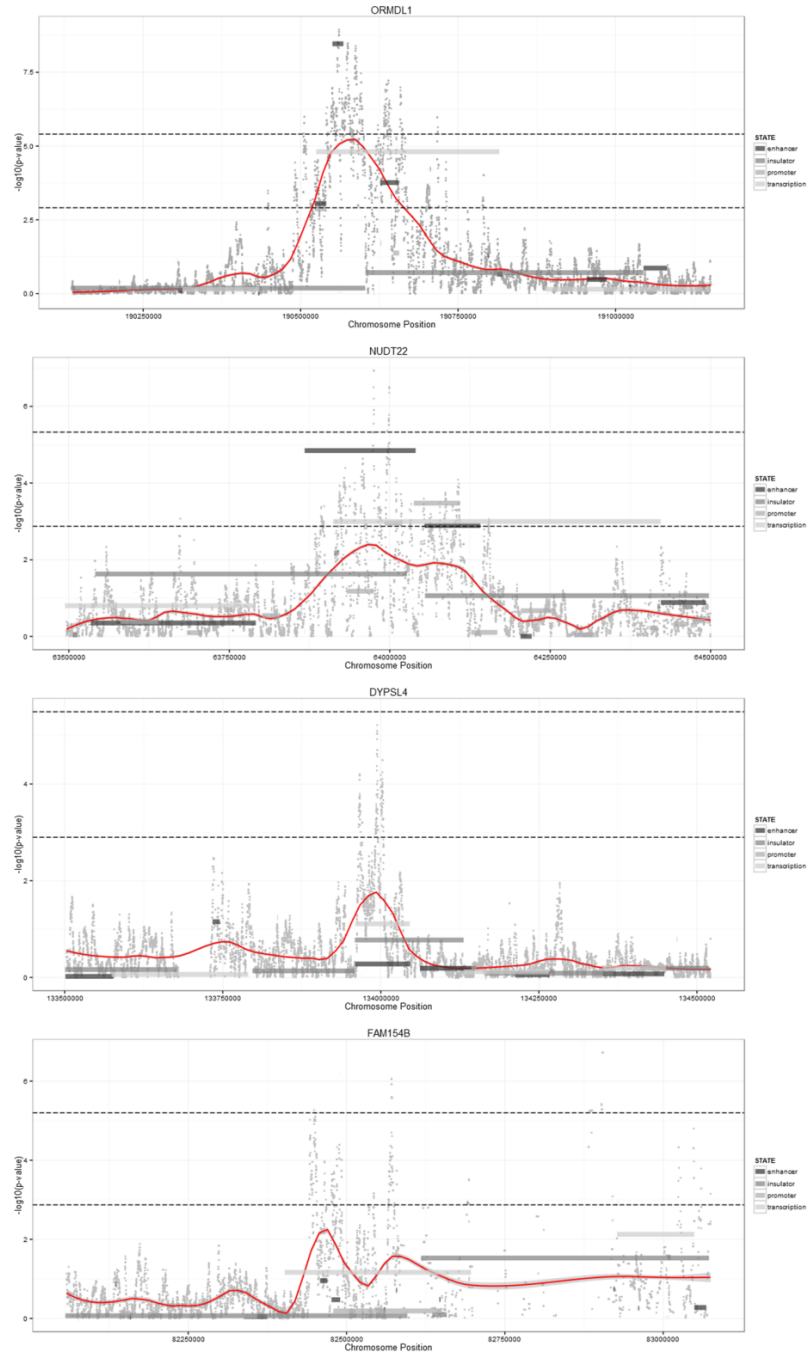 ORMDL1
7.5
5.0
2.5
0.0
-log10(p-value)
190250000 190500000 190750000 191000000
Chromosome Position
STATE
enhancer
insulator
promoter
transcription
NUDT22
6
4
2
0
-log10(p-value)
63500000 63750000 64000000 64250000 64500000
Chromosome Position
STATE
enhancer
insulator
promoter
transcription
DYPSL4
4
2
0
-log10(p-value)
133500000 133750000 134000000 134250000 134500000
Chromosome Position
STATE
enhancer
insulator
promoter
transcription
FAM154B
6
4
2
0
-log10(p-value)
82250000 82500000 82750000 83000000
Chromosome Position
STATE
enhancer
insulator
promoter
transcription